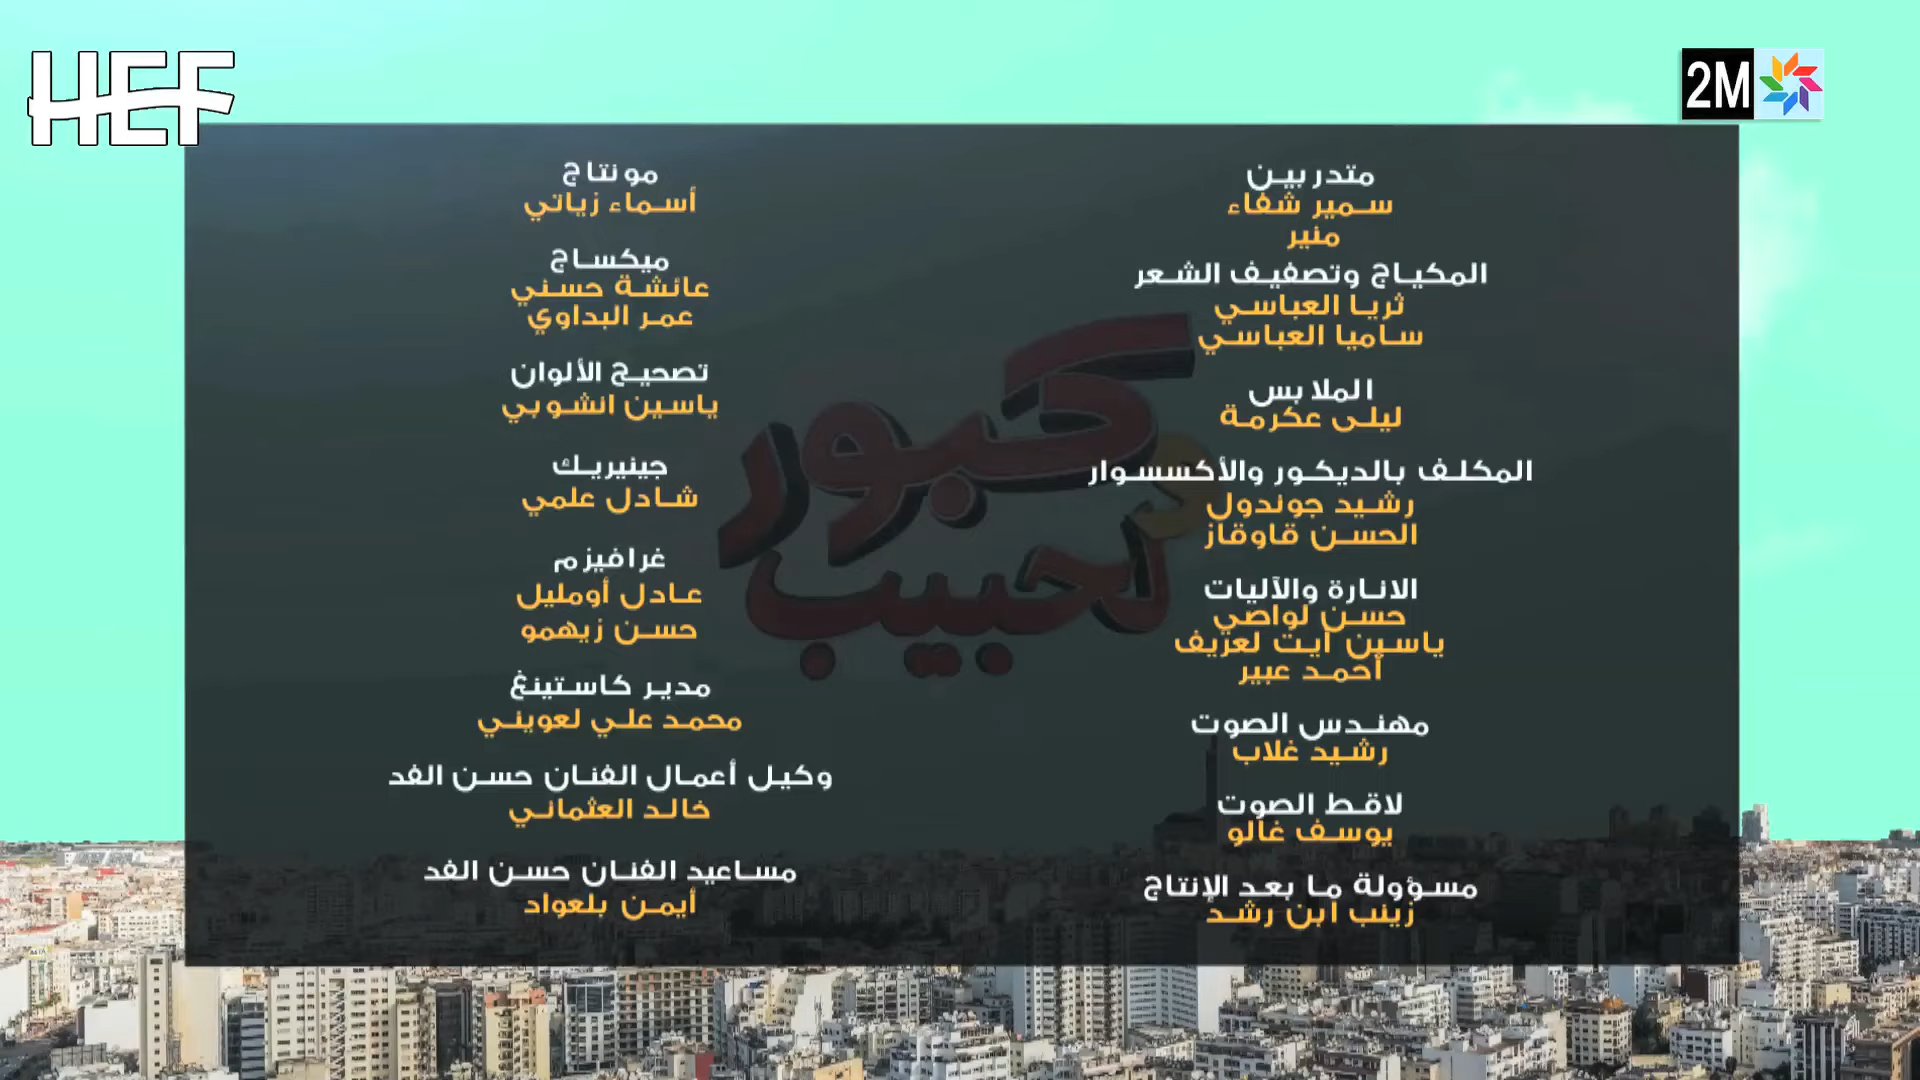 HEF
2M
متدربين
سمير شفاء
منير
المكياج وتصفيف الشعر
ثريا العباسي
ساميا العباسي
الملابس
ليلى عكرمة
المكلف بالديكور والأكسسوار
رشيد جوندول
الحسن قاوقاز
الانارة والآليات
حسن لواصي
ياسين ايت لعريف
أحمد عبير
مهندس الصوت
رشيد غلاب
لاقط الصوت
يوسف غالو
مسؤولة ما بعد الإنتاج
زينب ابن رشد
مونتاج
أسماء زياتي
ميكساج
عائشة حسني
عمر البداوي
تصحيح الألوان
ياسين انشوبي
جينيريك
شادل علمي
غرافيزم
عادل أومليل
حسن زيهمو
مدير كاستينغ
محمد علي لعويني
وكيل أعمال الفنان حسن الفد
خالد العثماني
مساعيد الفنان حسن الفد
أيمن بلعواد
كبور
و
لحبيب